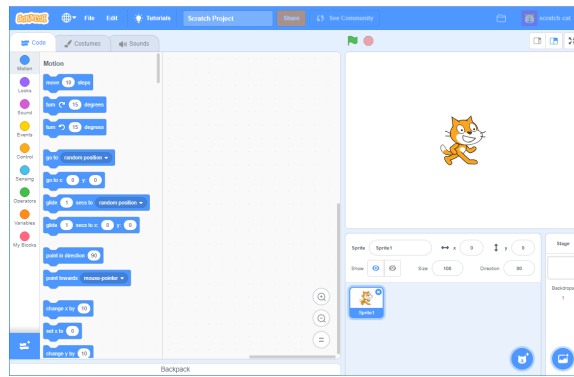 SCRATCH File Edit Tutorials Scratch Project Share See Community scratch cat
Code Costumes Sounds
Motion
Looks
Sound
Events
Control
Sensing
Operators
Variables
My Blocks
Motion
move 10 steps
turn 15 degrees
turn 15 degrees
go to random position
go to x: 0 y: 0
glide 1 secs to random position
glide 1 secs to x: 0 y: 0
point in direction 90
point towards mouse-pointer
change x by 10
set x to 0
change y by 10
Backpack
Sprite Sprite1 x 0 y 0
Show Size 100 Direction 90
Sprite1
Stage
Backdrops
1